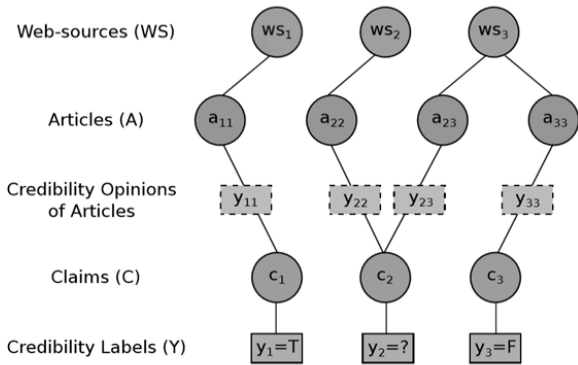 Web-sources (WS)
ws1
ws2
ws3
Articles (A)
a11
a22
a23
a33
Credibility Opinions
of Articles
y11
y22
y23
y33
Claims (C)
c1
c2
c3
Credibility Labels (Y)
y1=T
y2=?
y3=F